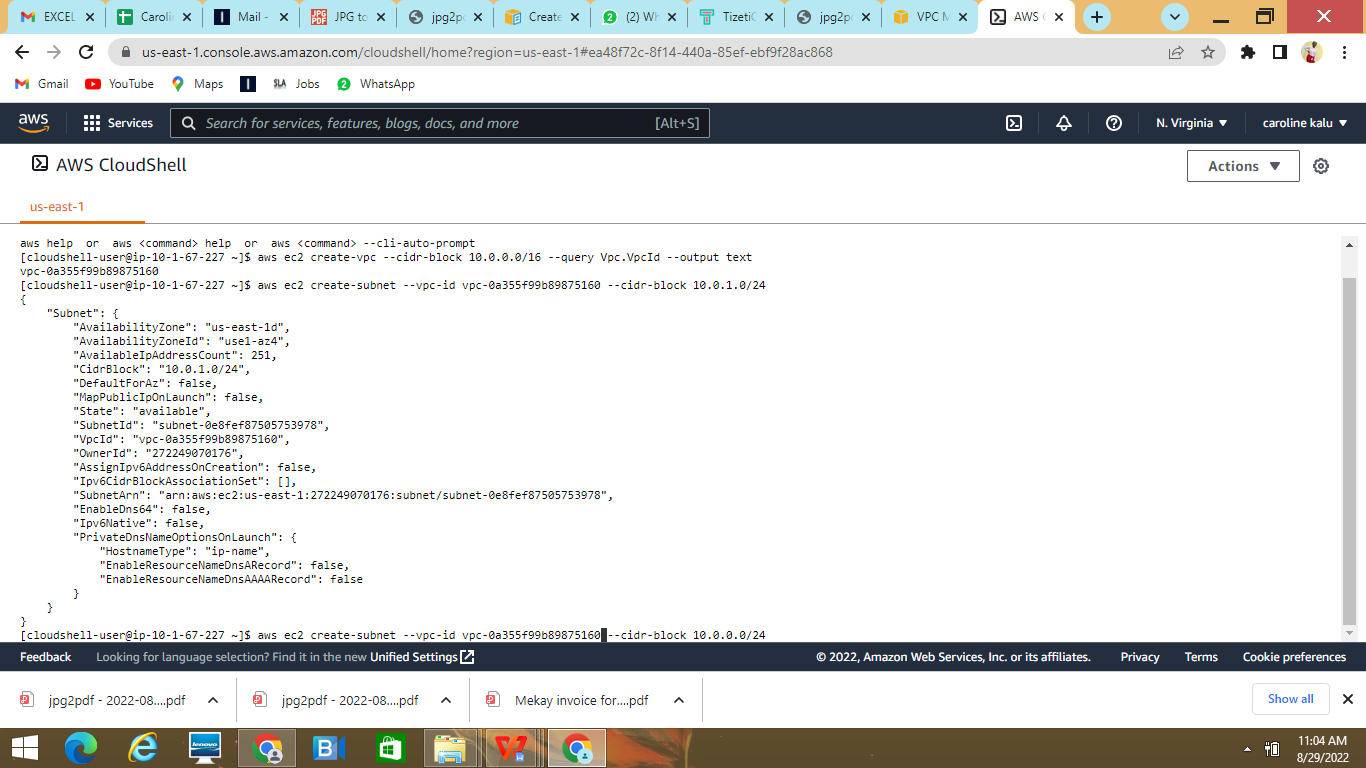 EXCEL
Carolin
Mail -
JPG to
jpg2p
Create
(2) Wh
TizetiC
jpg2p
VPC M
AWS C
us-east-1.console.aws.amazon.com/cloudshell/home?region=us-east-1#ea48f72c-8f14-440a-85ef-ebf9f28ac868
Gmail
YouTube
Maps
SLA
Jobs
2
WhatsApp
aws
Services
Search for services, features, blogs, docs, and more
[Alt+S]
N. Virginia
caroline kalu
AWS CloudShell
Actions
us-east-1
aws help  or  aws <command> help  or  aws <command> --cli-auto-prompt
[cloudshell-user@ip-10-1-67-227 ~]$ aws ec2 create-vpc --cidr-block 10.0.0.0/16 --query Vpc.VpcId --output text
vpc-0a355f99b89875160
[cloudshell-user@ip-10-1-67-227 ~]$ aws ec2 create-subnet --vpc-id vpc-0a355f99b89875160 --cidr-block 10.0.1.0/24
{
    "Subnet": {
        "AvailabilityZone": "us-east-1d",
        "AvailabilityZoneId": "use1-az4",
        "AvailableIpAddressCount": 251,
        "CidrBlock": "10.0.1.0/24",
        "DefaultForAz": false,
        "MapPublicIpOnLaunch": false,
        "State": "available",
        "SubnetId": "subnet-0e8fef87505753978",
        "VpcId": "vpc-0a355f99b89875160",
        "OwnerId": "272249070176",
        "AssignIpv6AddressOnCreation": false,
        "Ipv6CidrBlockAssociationSet": [],
        "SubnetArn": "arn:aws:ec2:us-east-1:272249070176:subnet/subnet-0e8fef87505753978",
        "EnableDns64": false,
        "Ipv6Native": false,
        "PrivateDnsNameOptionsOnLaunch": {
            "HostnameType": "ip-name",
            "EnableResourceNameDnsARecord": false,
            "EnableResourceNameDnsAAAARecord": false
        }
    }
}
[cloudshell-user@ip-10-1-67-227 ~]$ aws ec2 create-subnet --vpc-id vpc-0a355f99b89875160 --cidr-block 10.0.0.0/24
Feedback
Looking for language selection? Find it in the new Unified Settings
© 2022, Amazon Web Services, Inc. or its affiliates.
Privacy
Terms
Cookie preferences
jpg2pdf - 2022-08....pdf
jpg2pdf - 2022-08....pdf
Mekay invoice for....pdf
Show all
lenovo
11:04 AM
8/29/2022